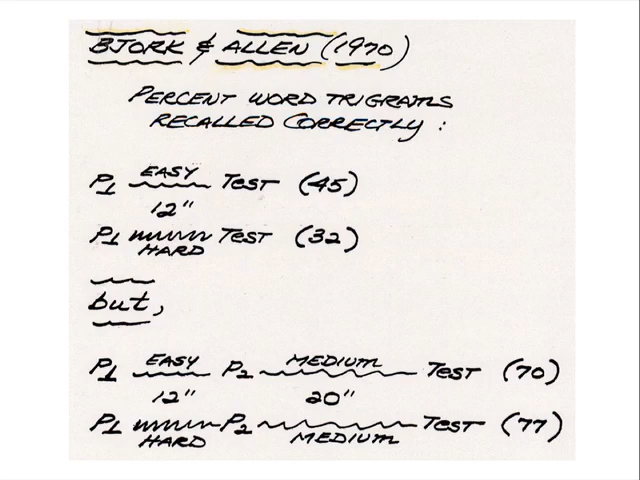 BJORK & ALLEN (1970)
PERCENT WORD TRIGRAMS
RECALLED CORRECTLY :
P1 EASY TEST (45)
12"
P1 HARD TEST (32)
but,
P1 EASY P2 MEDIUM TEST (70)
12" 20"
P1 HARD P2 MEDIUM TEST (77)